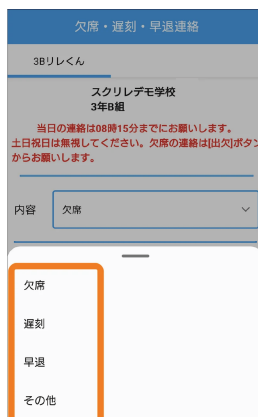 欠席・遅刻・早退連絡
3Bリレくん
スクリレデモ学校
3年B組
当日の連絡は08時15分までにお願いします。
土日祝日は無視してください。欠席の連絡は[出欠]ボタン
からお願いします。
内容
欠席
欠席
遅刻
早退
その他